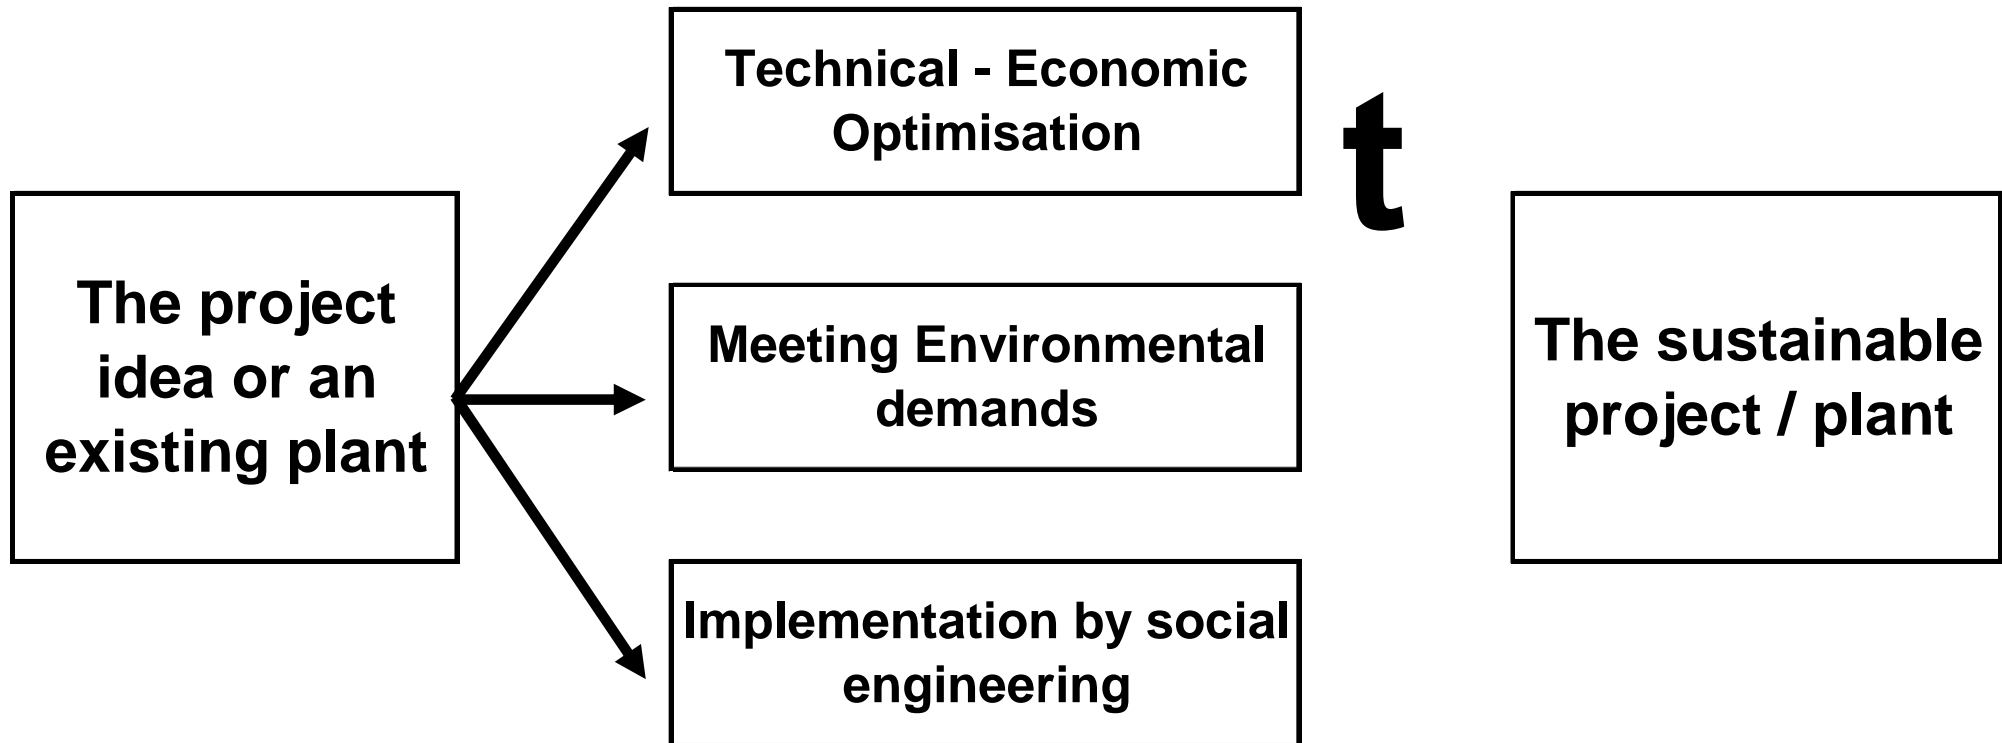 The project
idea or an
existing plant
Technical - Economic
Optimisation
Meeting Environmental
demands
Implementation by social
engineering
t
The sustainable
project / plant